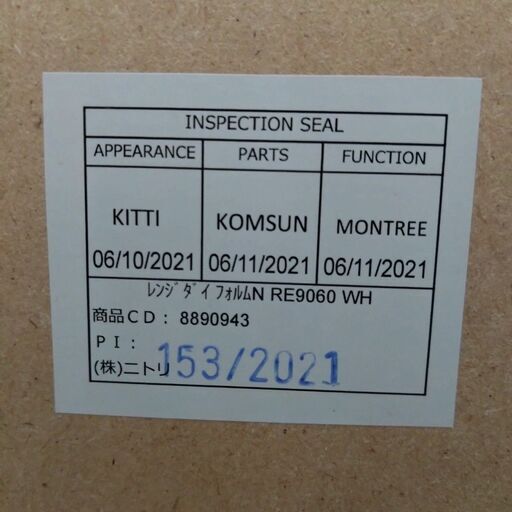 INSPECTION SEAL
APPEARANCE PARTS FUNCTION
KITTI KOMSUN MONTREE
06/10/2021 06/11/2021 06/11/2021
ﾚﾝｼﾞﾀﾞｲ ﾌｫﾙﾑN RE9060 WH
商品ＣＤ： 8890943
ＰＩ：
153/2021
(株)ニトリ